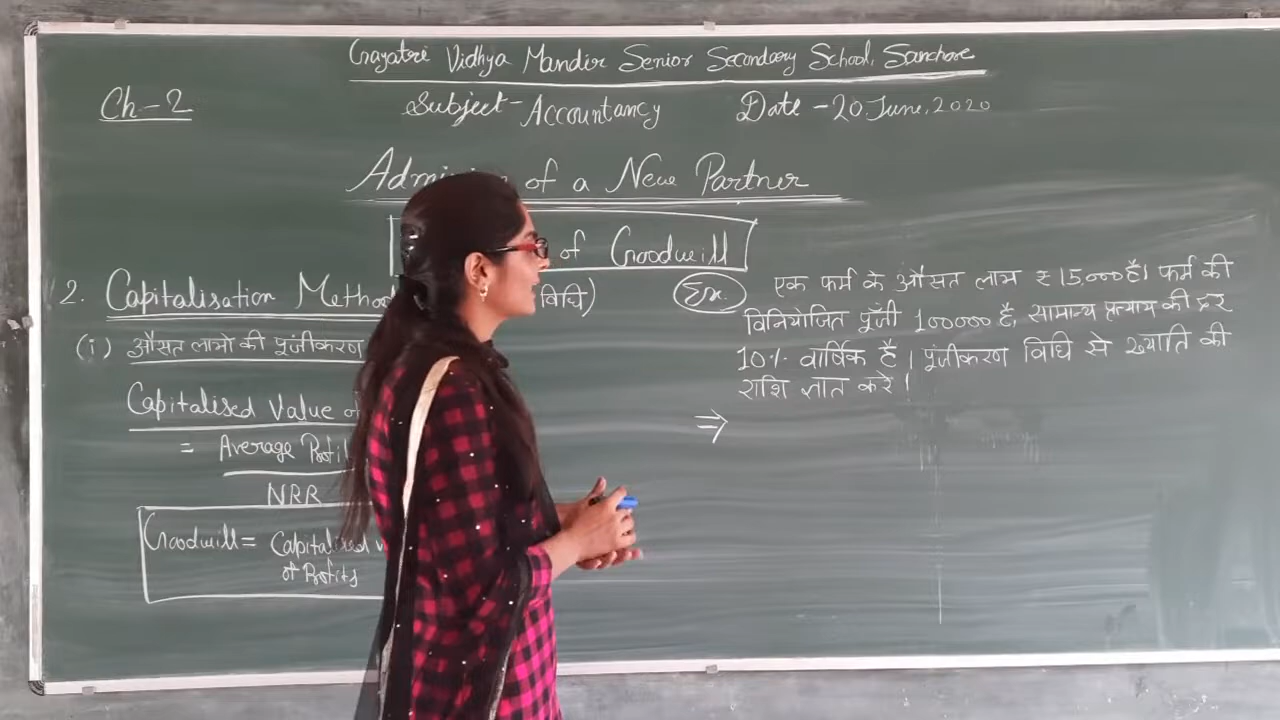 Gayatri Vidhya Mandir Senior Secondary School, Sanchore
Ch-2
Subject-Accountancy Date - 20.June,2020
of a New Partner
of Goodwill
2. Capitalisation विधि)
(i) औसत लाभो की पूंजीकरण
Capitalised Value
= Average
NRR
Goodwill = Capitalised
of Profits
Ex. एक फर्म के औसत लाभ ₹ 15,000 है। फर्म की
विनियोजित पूँजी 100000 है, सामान्य प्रत्याय की दर
10% वार्षिक है। पूंजीकरण विधि से ख्याति की
राशि ज्ञात करे।
⇒